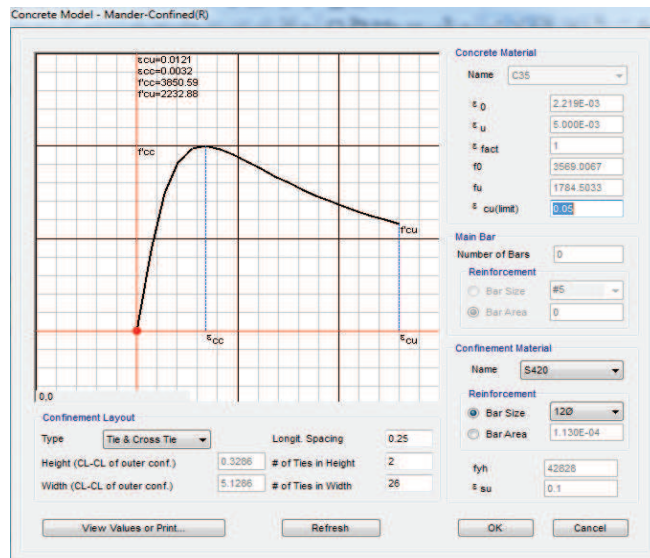 Concrete Model - Mander-Confined(R)
εcu=0.0121
εcc=0.0032
f'cc=3850.59
f'cu=2232.88
f'cc
f'cu
εcc
εcu
0,0
Concrete Material
Name C35
ε 0 2.219E-03
ε u 5.000E-03
ε fact 1
f0 3569.0067
fu 1784.5033
ε cu(limit) 0.05
Main Bar
Number of Bars 0
Reinforcement
Bar Size #5
Bar Area 0
Confinement Material
Name S420
Reinforcement
Bar Size 12Ø
Bar Area 1.130E-04
fyh 42828
ε su 0.1
Confinement Layout
Type Tie & Cross Tie Longit. Spacing 0.25
Height (CL-CL of outer conf.) 0.3286 # of Ties in Height 2
Width (CL-CL of outer conf.) 5.1286 # of Ties in Width 26
View Values or Print... Refresh OK Cancel